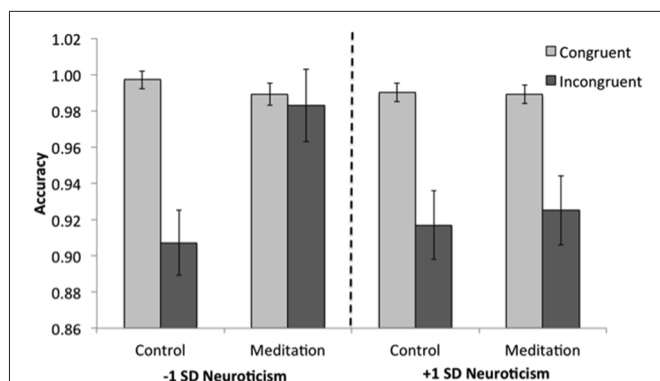 1.02
1.00
0.98
0.96
0.94
0.92
0.90
0.88
0.86
Accuracy
Congruent
Incongruent
Control Meditation Control Meditation
-1 SD Neuroticism +1 SD Neuroticism